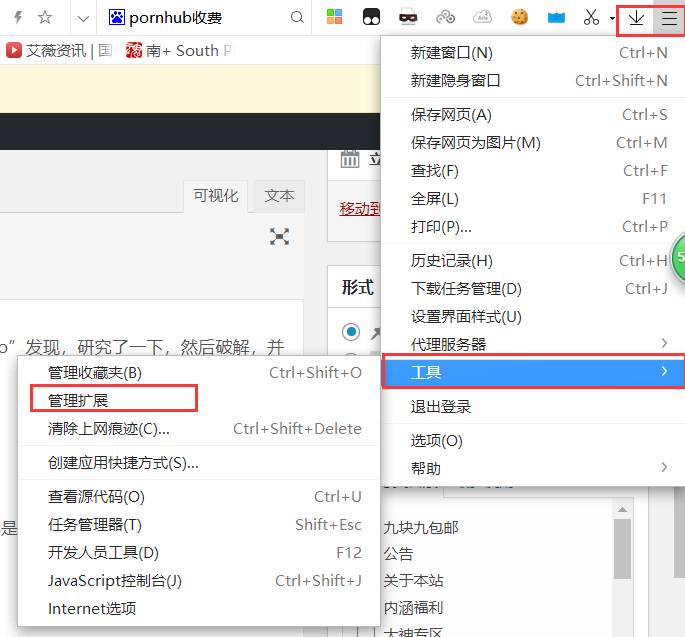 pornhub收费
艾薇资讯
国
南+ South P
新建窗口(N) Ctrl+N
新建隐身窗口 Ctrl+Shift+N
保存网页(A) Ctrl+S
保存网页为图片(M) Ctrl+M
查找(F) Ctrl+F
全屏(L) F11
打印(P)... Ctrl+P
历史记录(H) Ctrl+H
下载任务管理(D) Ctrl+J
设置界面样式(U)
代理服务器
工具
退出登录
选项(O)
帮助
可视化 文本
移动到
形式
5
o”发现，研究了一下，然后破解，并
管理收藏夹(B) Ctrl+Shift+O
管理扩展
清除上网痕迹(C)... Ctrl+Shift+Delete
创建应用快捷方式(S)...
查看源代码(O) Ctrl+U
任务管理器(T) Shift+Esc
开发人员工具(D) F12
JavaScript控制台(J) Ctrl+Shift+J
Internet选项
是
九块九包邮
公告
关于本站
内涵福利
大神专区